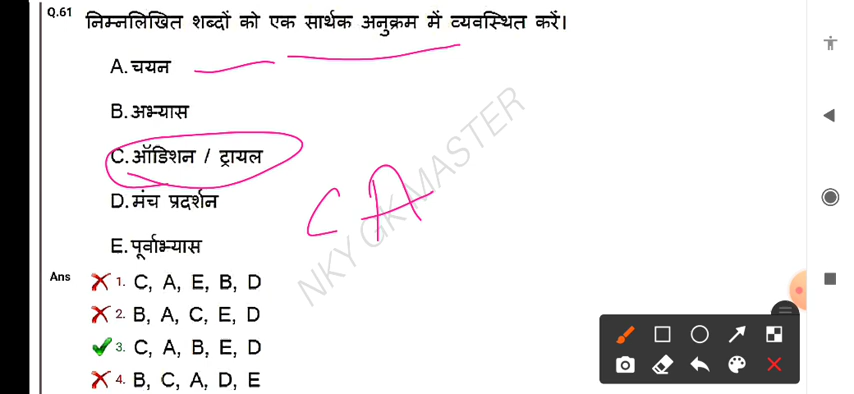 Q.61 निम्नलिखित शब्दों को एक सार्थक अनुक्रम में व्यवस्थित करें।
A. चयन
B. अभ्यास
C. ऑडिशन / ट्रायल
D. मंच प्रदर्शन
E. पूर्वाभ्यास
C A
NKY GK MASTER
Ans 1. C, A, E, B, D
2. B, A, C, E, D
3. C, A, B, E, D
4. B, C, A, D, E